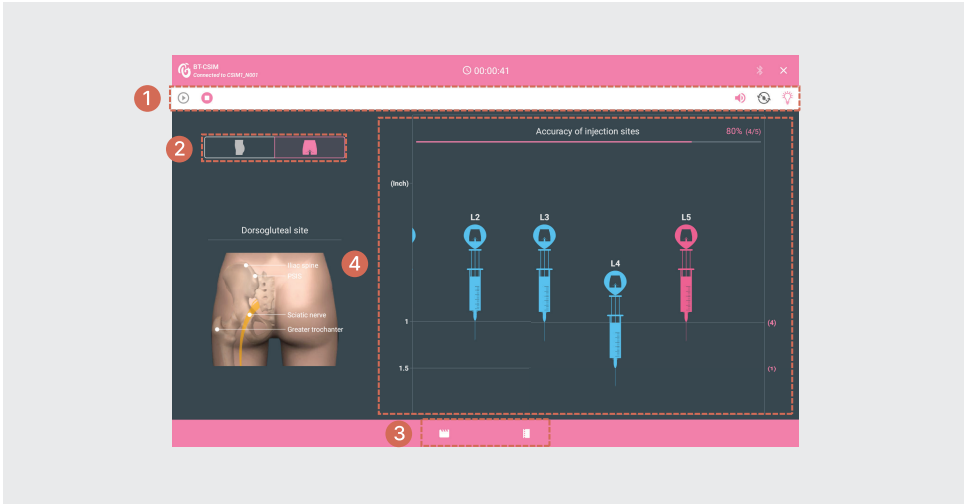 BT-CSIM
Connected to CSIM1_N001
00:00:41
1
2
Accuracy of injection sites
80% (4/5)
(Inch)
L2
L3
L4
L5
Dorsogluteal site
4
Iliac spine
PSIS
Sciatic nerve
Greater trochanter
1
(4)
1.5
(1)
3